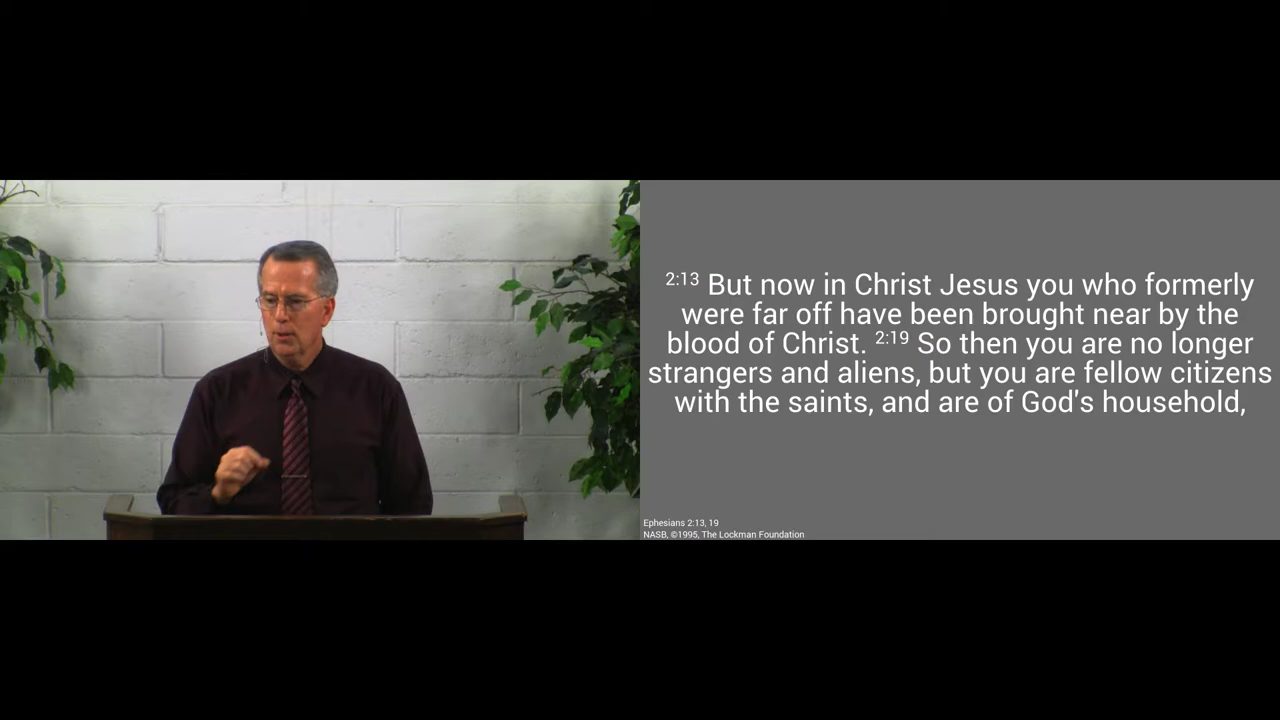 2:13 But now in Christ Jesus you who formerly
were far off have been brought near by the
blood of Christ. 2:19 So then you are no longer
strangers and aliens, but you are fellow citizens
with the saints, and are of God's household,
Ephesians 2:13, 19
NASB, ©1995, The Lockman Foundation